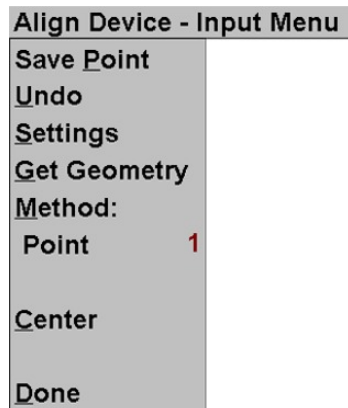 Align Device - Input Menu
Save Point
Undo
Settings
Get Geometry
Method:
Point 1
Center
Done